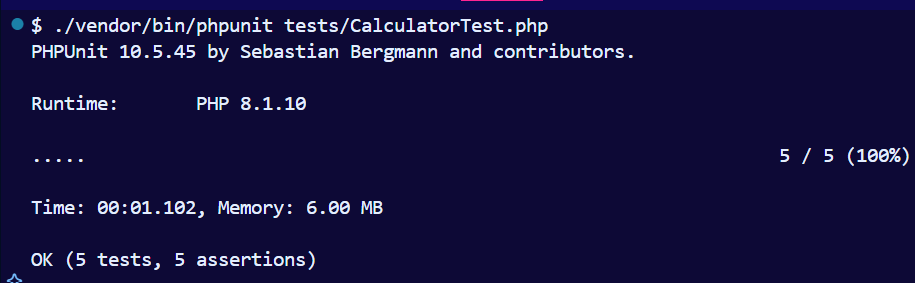 $ ./vendor/bin/phpunit tests/CalculatorTest.php
PHPUnit 10.5.45 by Sebastian Bergmann and contributors.
Runtime:       PHP 8.1.10
.....                                                               5 / 5 (100%)
Time: 00:01.102, Memory: 6.00 MB
OK (5 tests, 5 assertions)